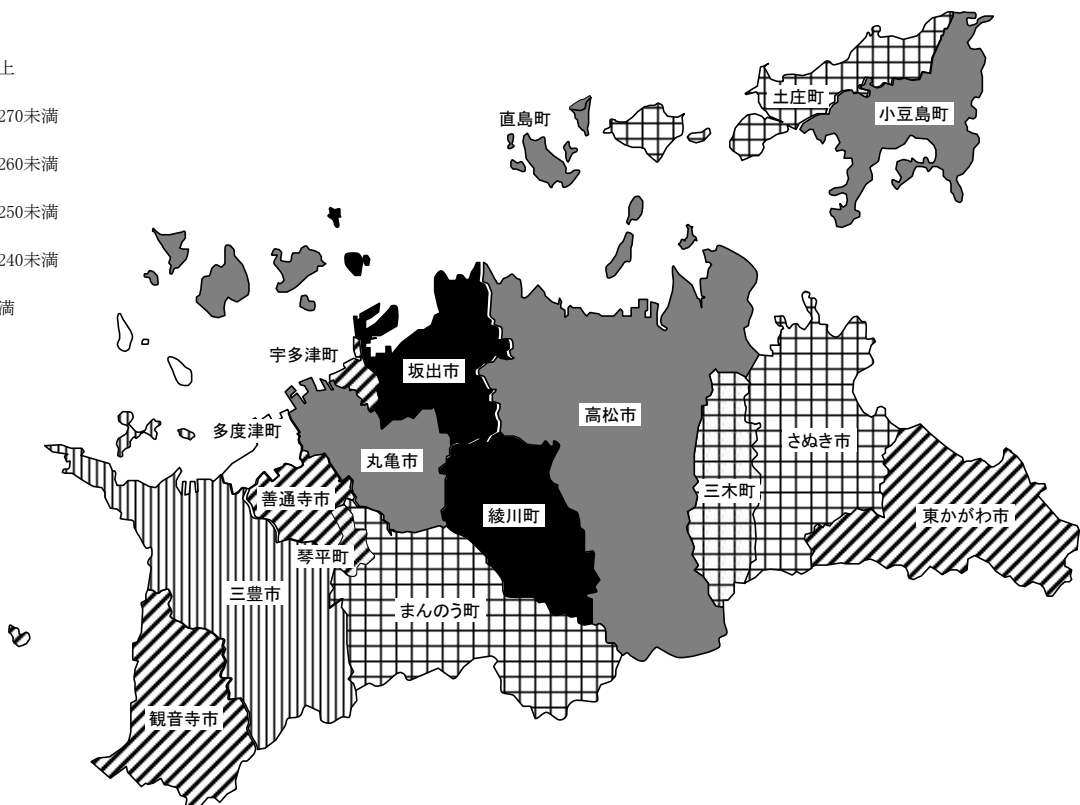 上
270未満
260未満
250未満
240未満
満
土庄町
小豆島町
直島町
宇多津町
坂出市
高松市
多度津町
さぬき市
丸亀市
三木町
善通寺市
綾川町
東かがわ市
琴平町
三豊市
まんのう町
観音寺市